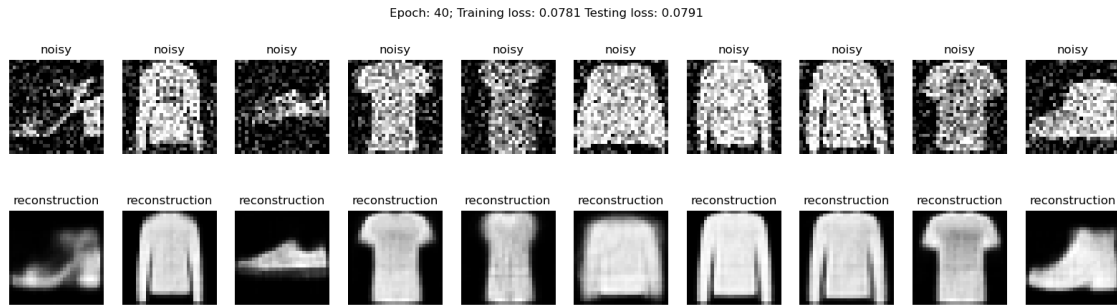 Epoch: 40; Training loss: 0.0781 Testing loss: 0.0791
noisy noisy noisy noisy noisy noisy noisy noisy noisy noisy
reconstruction reconstruction reconstruction reconstruction reconstruction reconstruction reconstruction reconstruction reconstruction reconstruction